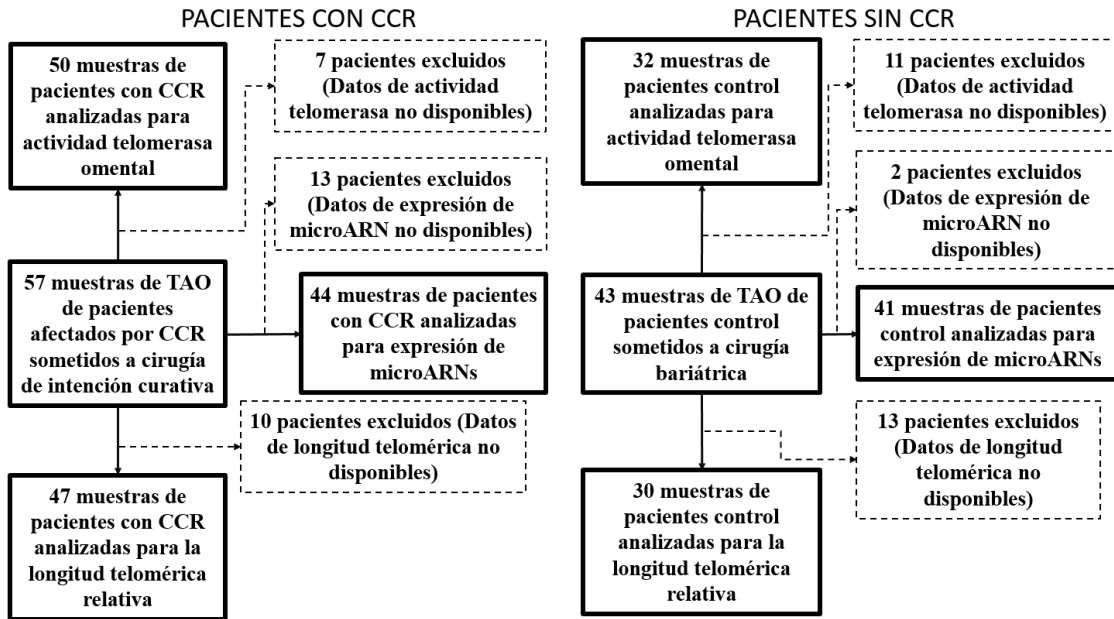 PACIENTES CON CCR
50 muestras de
pacientes con CCR
analizadas para
actividad telomerasa
omental
7 pacientes excluidos
(Datos de actividad
telomerasa no disponibles)
13 pacientes excluidos
(Datos de expresión de
microARN no disponibles)
57 muestras de TAO
de pacientes
afectados por CCR
sometidos a cirugía
de intención curativa
44 muestras de pacientes
con CCR analizadas
para expresión de
microARNs
10 pacientes excluidos (Datos
de longitud telomérica no
disponibles)
47 muestras de
pacientes con CCR
analizadas para la
longitud telomérica
relativa
PACIENTES SIN CCR
32 muestras de
pacientes control
analizadas para
actividad telomerasa
omental
11 pacientes excluidos
(Datos de actividad
telomerasa no disponibles)
2 pacientes excluidos
(Datos de expresión de
microARN no
disponibles)
43 muestras de TAO de
pacientes control
sometidos a cirugía
bariátrica
41 muestras de pacientes
control analizadas para
expresión de microARNs
13 pacientes excluidos
(Datos de longitud
telomérica no
disponibles)
30 muestras de
pacientes control
analizadas para la
longitud telomérica
relativa